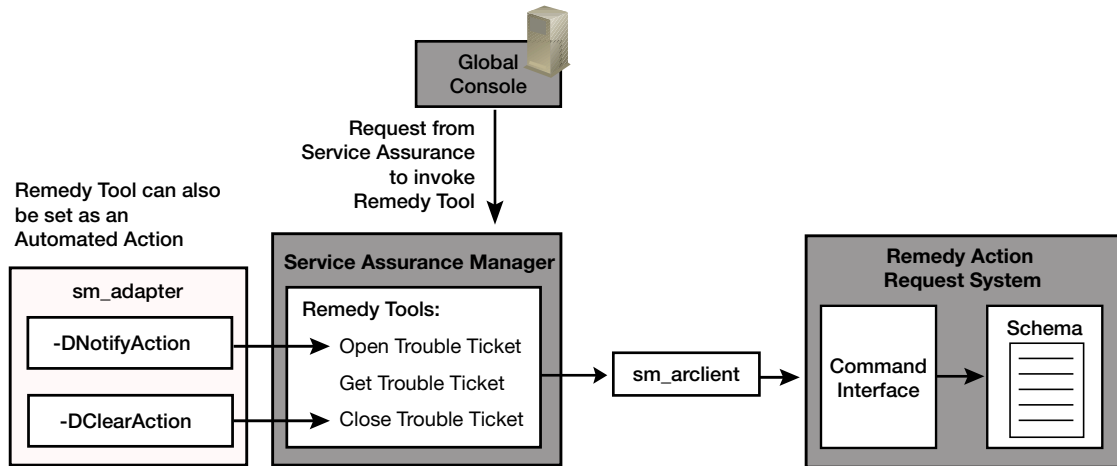 Global
Console
Request from
Service Assurance
to invoke
Remedy Tool
Remedy Tool can also
be set as an
Automated Action
sm_adapter
-DNotifyAction
-DClearAction
Service Assurance Manager
Remedy Tools:
Open Trouble Ticket
Get Trouble Ticket
Close Trouble Ticket
sm_arclient
Remedy Action
Request System
Command
Interface
Schema